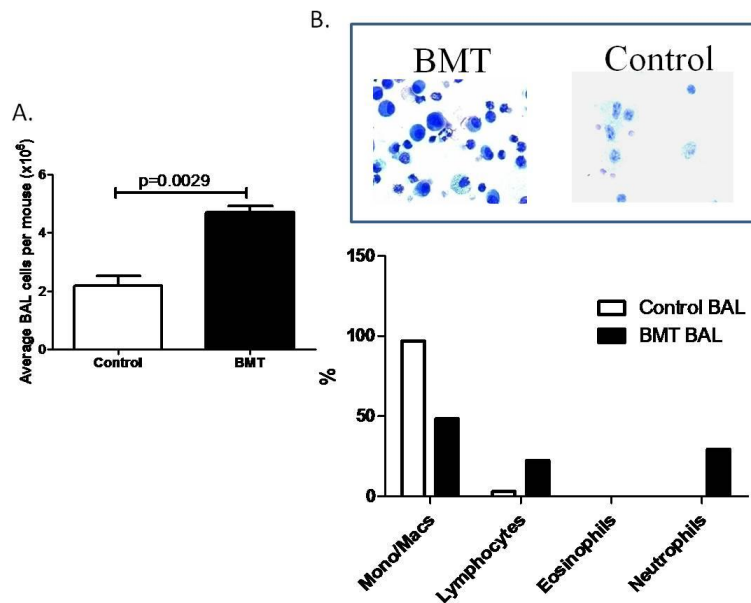 A.
Average BAL cells per mouse (x10⁶)
6
4
2
0
p=0.0029
Control
BMT
B.
BMT
Control
%
150
100
50
0
Control BAL
BMT BAL
Mono/Macs
Lymphocytes
Eosinophils
Neutrophils